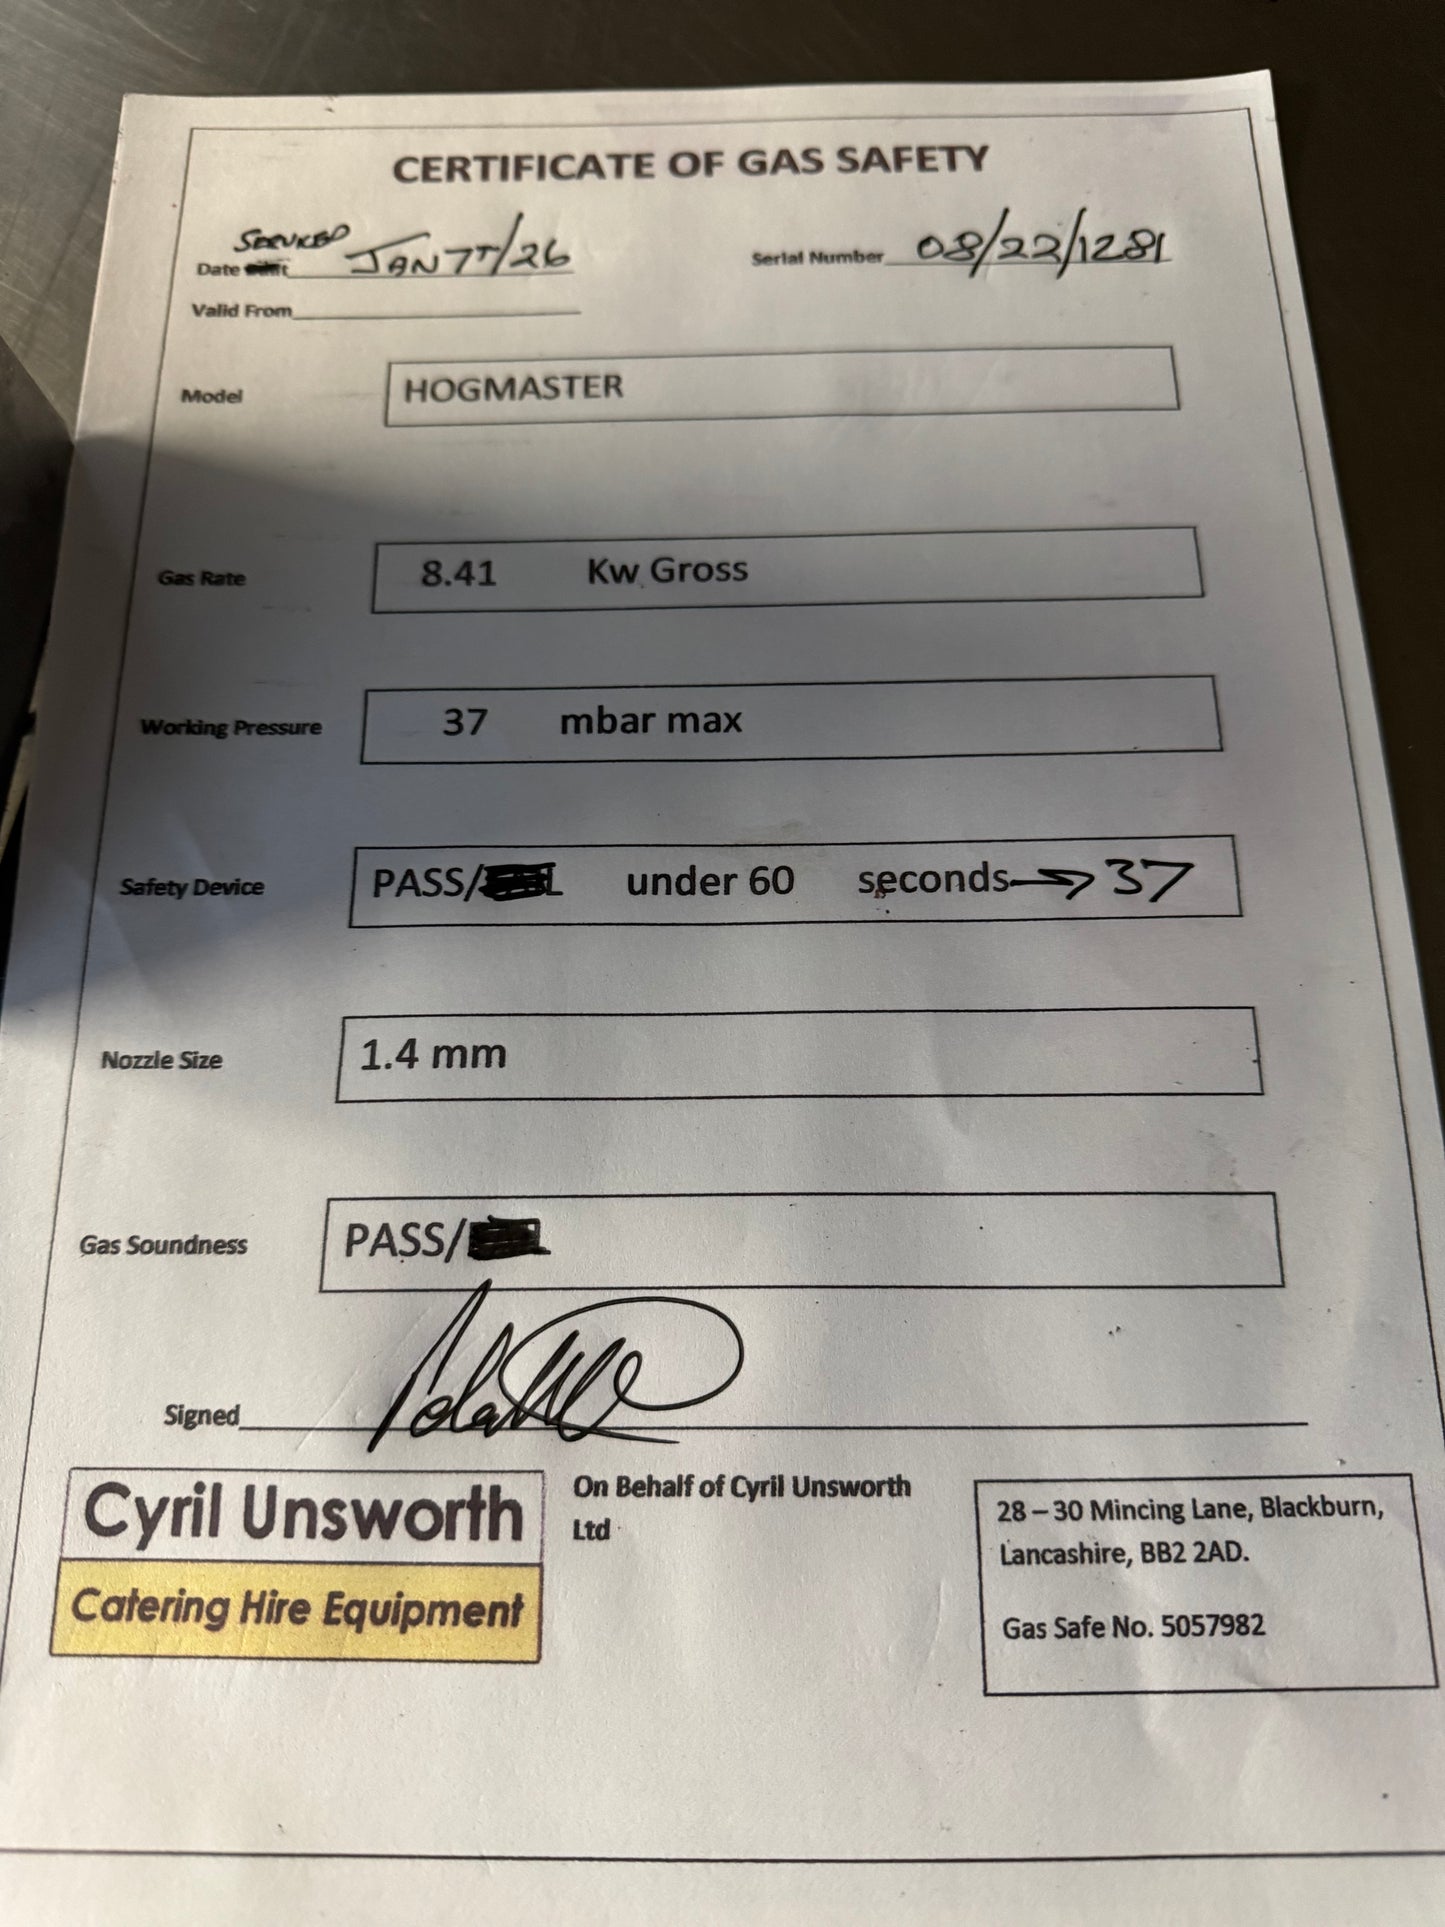 CERTIFICATE OF GAS SAFETY
SERVICED
Date JAN 7TH/26
Serial Number 08/22/1281
Valid From
Model HOGMASTER
Gas Rate 8.41 Kw Gross
Working Pressure 37 mbar max
Safety Device PASS/ L under 60 seconds → 37
Nozzle Size 1.4 mm
Gas Soundness PASS/
Signed
Cyril Unsworth
Catering Hire Equipment
On Behalf of Cyril Unsworth
Ltd
28 – 30 Mincing Lane, Blackburn,
Lancashire, BB2 2AD.
Gas Safe No. 5057982